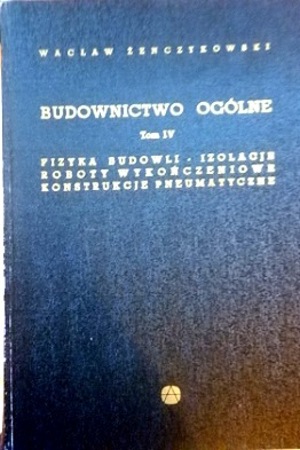 WACŁAW ŻENCZYKOWSKI
BUDOWNICTWO OGÓLNE
Tom IV
FIZYKA BUDOWLI - IZOLACJE
ROBOTY WYKOŃCZENIOWE
KONSTRUKCJE PNEUMATYCZNE